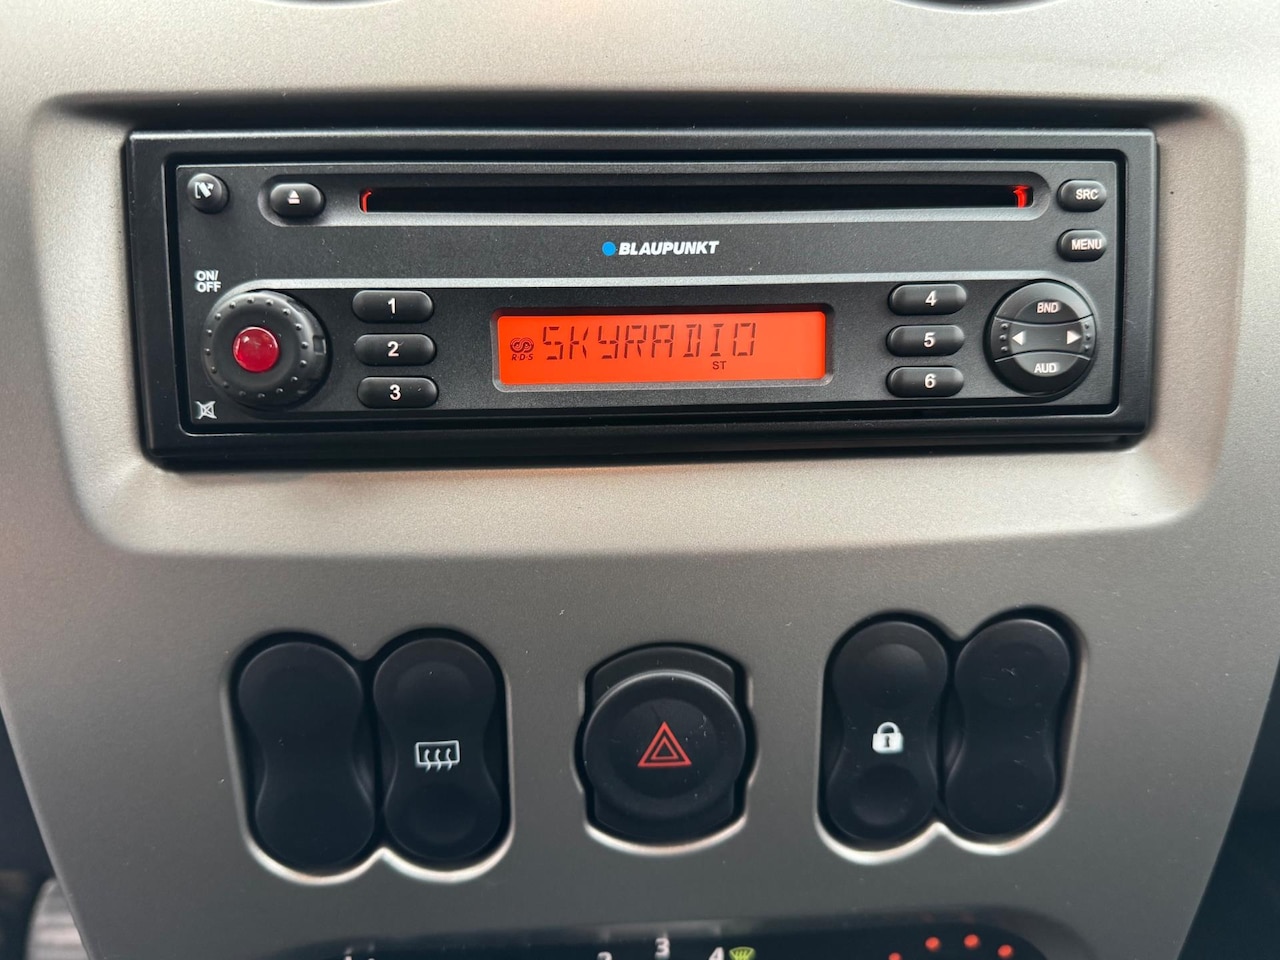 SRC
BLAUPUNKT
MENU
ON/
OFF
1
4
BND
2
SKYRADIO
5
RDS
ST
AUD
3
6
3
4